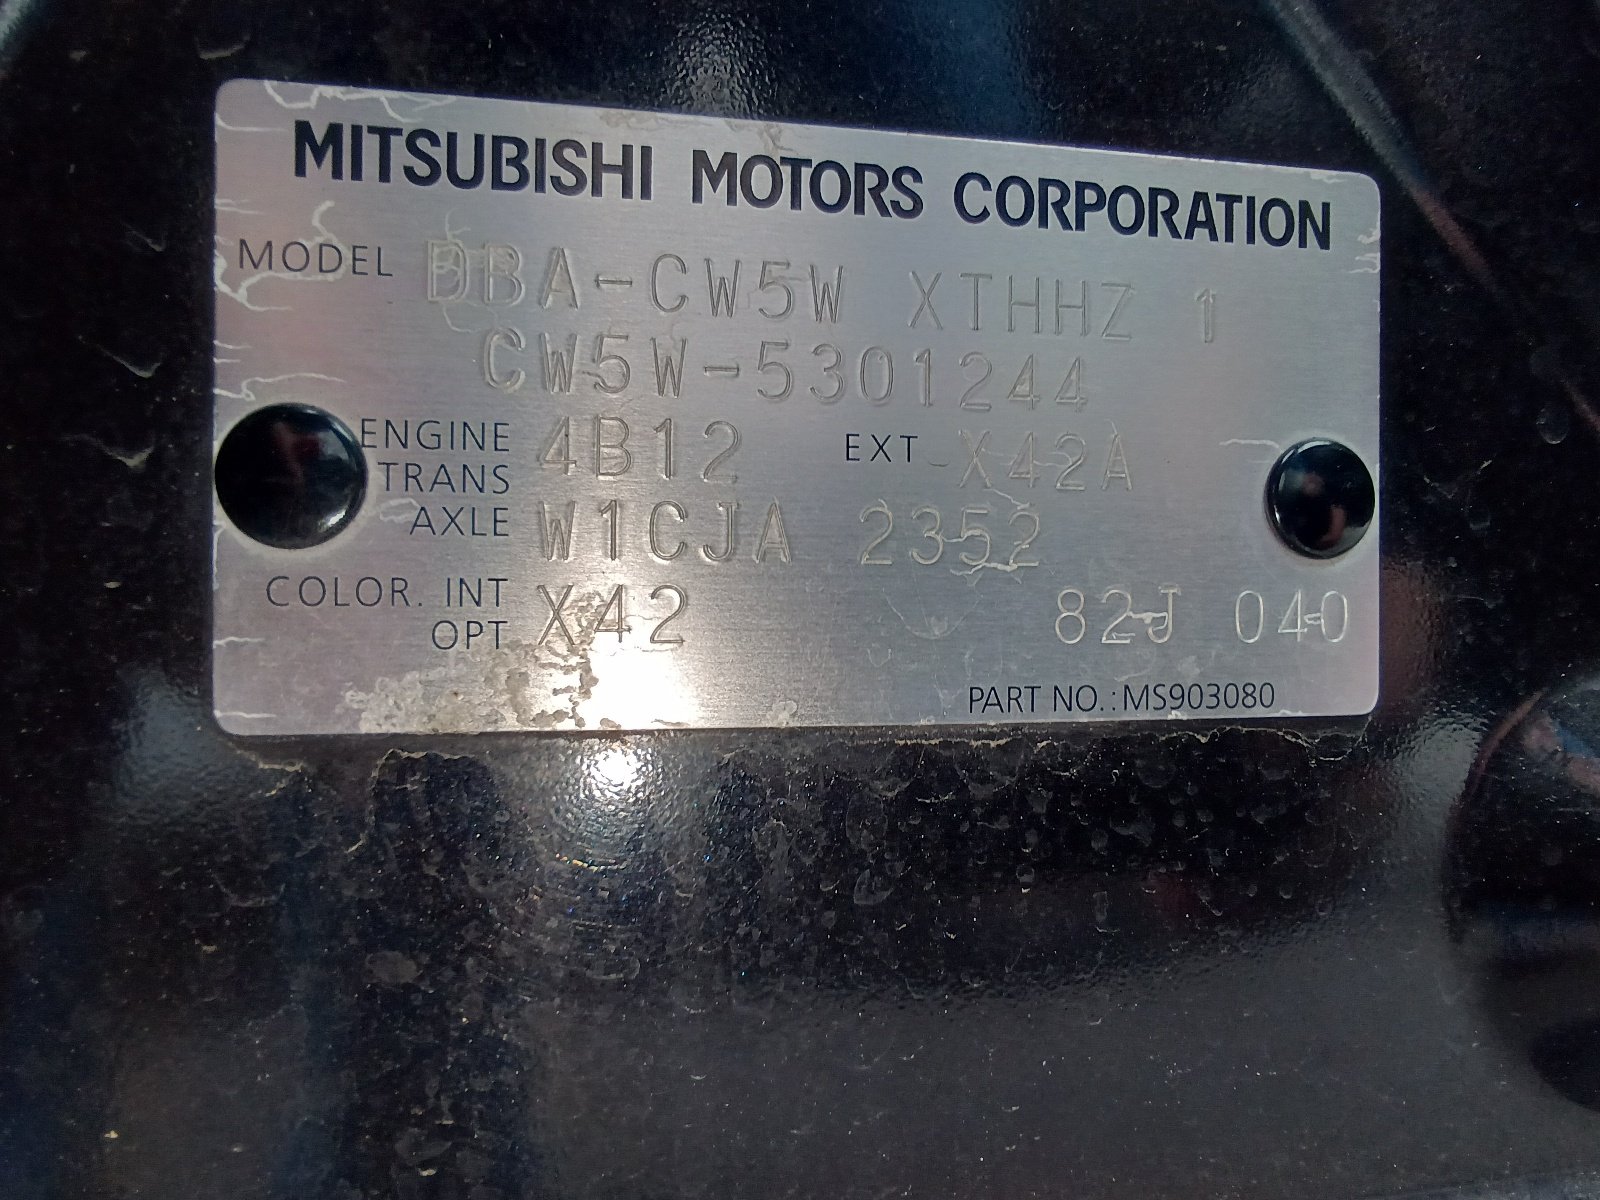 MITSUBISHI MOTORS CORPORATION
MODEL DBA-CW5W XTHHZ 1
CW5W-5301244
ENGINE 4B12 EXT X42A
TRANS
AXLE W1CJA 2352
COLOR. INT X42 82J 040
OPT
PART NO.:MS903080